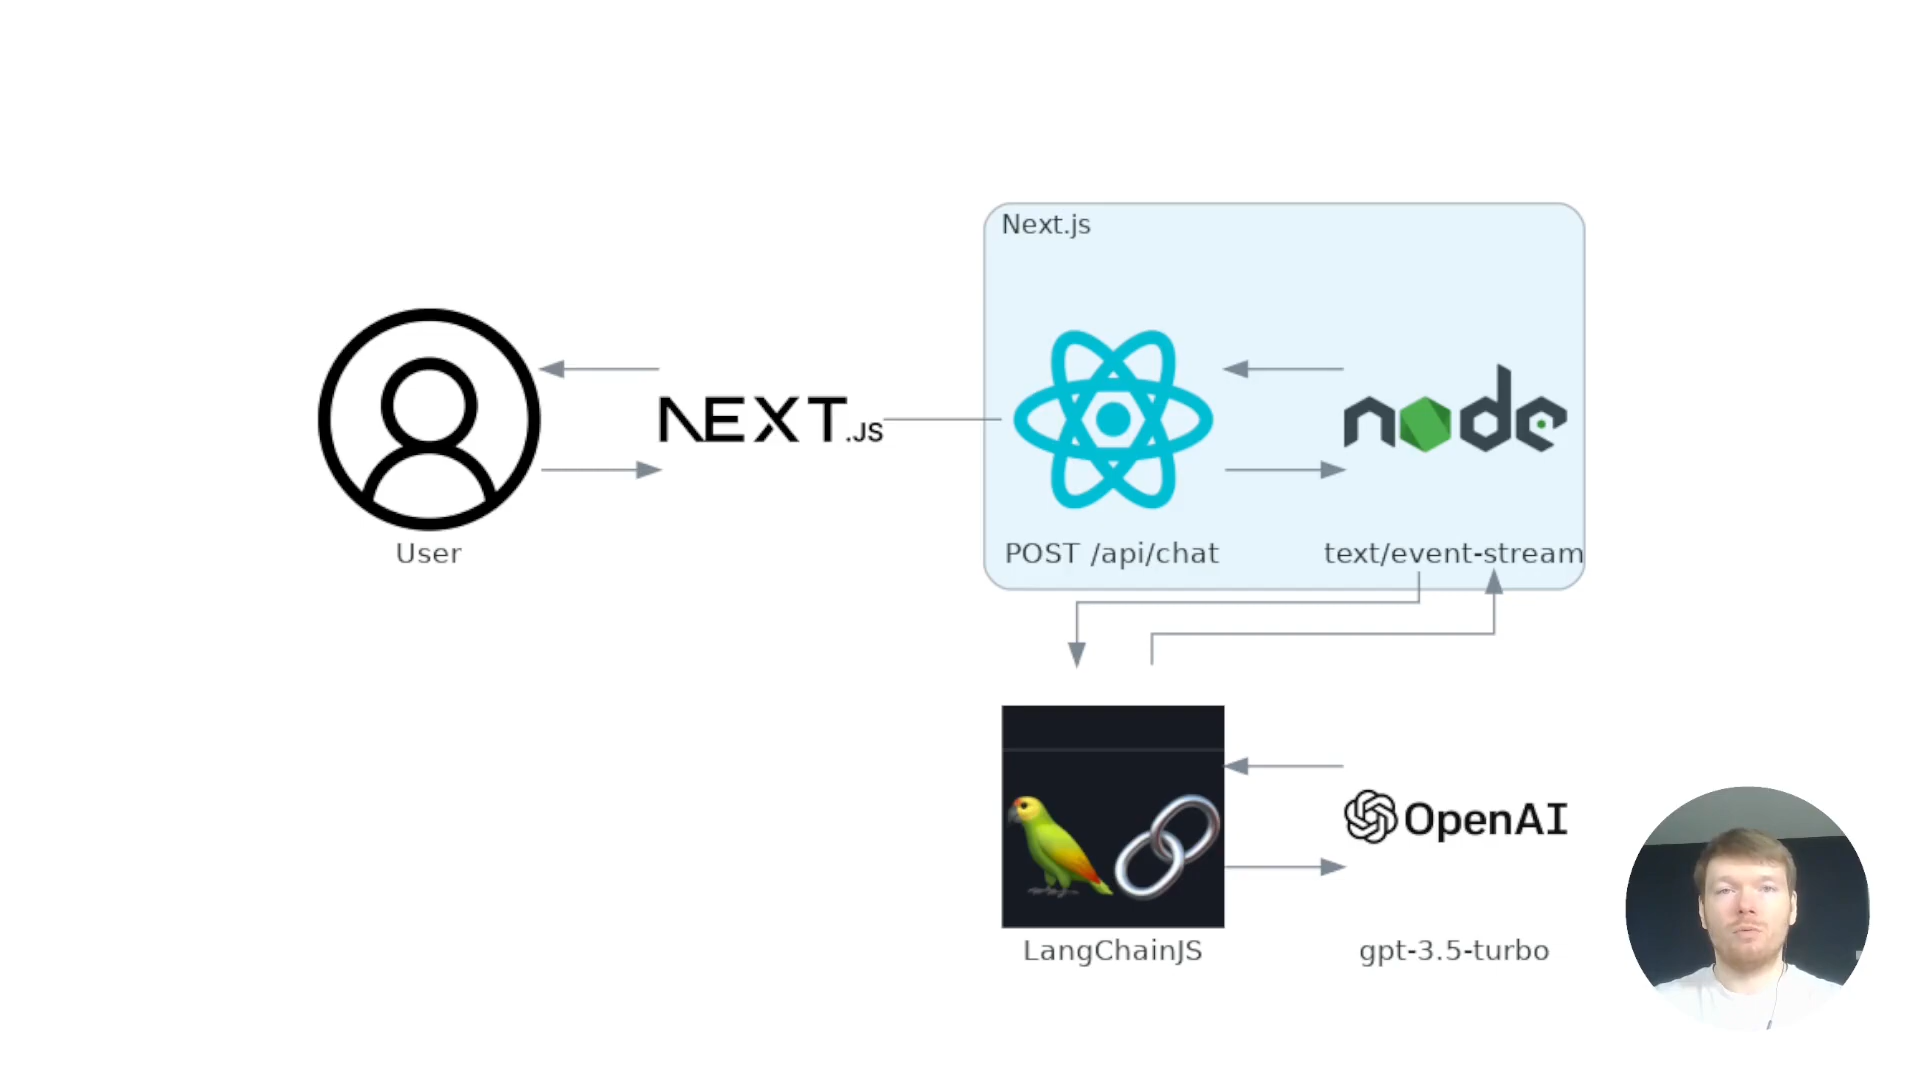 Next.js
NEXT.JS
node
User
POST /api/chat
text/event-stream
OpenAI
LangChainJS
gpt-3.5-turbo